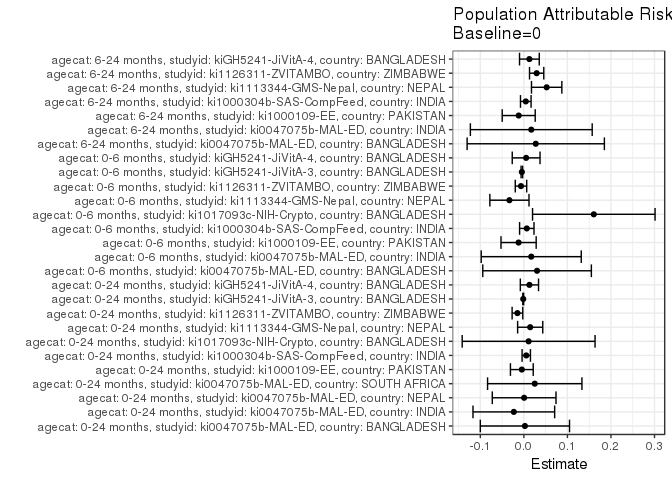 Population Attributable Risk
Baseline=0
agecat: 6-24 months, studyid: kiGH5241-JiVitA-4, country: BANGLADESH
agecat: 6-24 months, studyid: ki1126311-ZVITAMBO, country: ZIMBABWE
agecat: 6-24 months, studyid: ki1113344-GMS-Nepal, country: NEPAL
agecat: 6-24 months, studyid: ki1000304b-SAS-CompFeed, country: INDIA
agecat: 6-24 months, studyid: ki1000109-EE, country: PAKISTAN
agecat: 6-24 months, studyid: ki0047075b-MAL-ED, country: INDIA
agecat: 6-24 months, studyid: ki0047075b-MAL-ED, country: BANGLADESH
agecat: 0-6 months, studyid: kiGH5241-JiVitA-4, country: BANGLADESH
agecat: 0-6 months, studyid: kiGH5241-JiVitA-3, country: BANGLADESH
agecat: 0-6 months, studyid: ki1126311-ZVITAMBO, country: ZIMBABWE
agecat: 0-6 months, studyid: ki1113344-GMS-Nepal, country: NEPAL
agecat: 0-6 months, studyid: ki1017093c-NIH-Crypto, country: BANGLADESH
agecat: 0-6 months, studyid: ki1000304b-SAS-CompFeed, country: INDIA
agecat: 0-6 months, studyid: ki1000109-EE, country: PAKISTAN
agecat: 0-6 months, studyid: ki0047075b-MAL-ED, country: INDIA
agecat: 0-6 months, studyid: ki0047075b-MAL-ED, country: BANGLADESH
agecat: 0-24 months, studyid: kiGH5241-JiVitA-4, country: BANGLADESH
agecat: 0-24 months, studyid: kiGH5241-JiVitA-3, country: BANGLADESH
agecat: 0-24 months, studyid: ki1126311-ZVITAMBO, country: ZIMBABWE
agecat: 0-24 months, studyid: ki1113344-GMS-Nepal, country: NEPAL
agecat: 0-24 months, studyid: ki1017093c-NIH-Crypto, country: BANGLADESH
agecat: 0-24 months, studyid: ki1000304b-SAS-CompFeed, country: INDIA
agecat: 0-24 months, studyid: ki1000109-EE, country: PAKISTAN
agecat: 0-24 months, studyid: ki0047075b-MAL-ED, country: SOUTH AFRICA
agecat: 0-24 months, studyid: ki0047075b-MAL-ED, country: NEPAL
agecat: 0-24 months, studyid: ki0047075b-MAL-ED, country: INDIA
agecat: 0-24 months, studyid: ki0047075b-MAL-ED, country: BANGLADESH
-0.1 0.0 0.1 0.2 0.3
Estimate